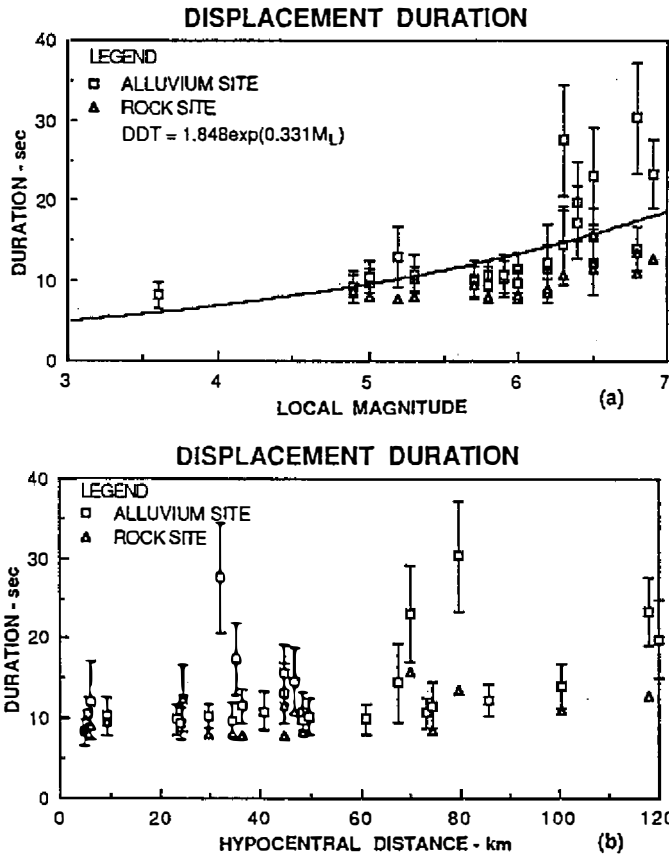 DISPLACEMENT DURATION
40
LEGEND
ALLUVIUM SITE
ROCK SITE
DDT = 1.848exp(0.331M_L)
30
DURATION - sec
20
10
0
3 4 5 6 7
LOCAL MAGNITUDE
(a)
DISPLACEMENT DURATION
40
LEGEND
ALLUVIUM SITE
ROCK SITE
30
DURATION - sec
20
10
0
0 20 40 60 80 100 120
HYPOCENTRAL DISTANCE - km
(b)